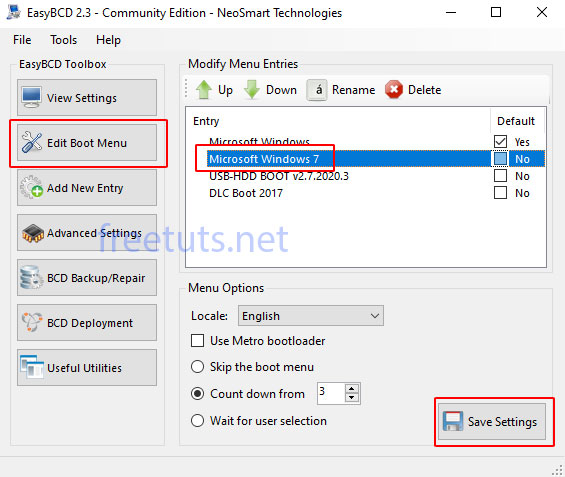 EasyBCD 2.3 - Community Edition - NeoSmart Technologies
File Tools Help
EasyBCD Toolbox
View Settings
Edit Boot Menu
Add New Entry
Advanced Settings
BCD Backup/Repair
BCD Deployment
Useful Utilities
Modify Menu Entries
Up Down á Rename Delete
Entry Default
Microsoft Windows Yes
Microsoft Windows 7 No
USB-HDD BOOT v2.7.2020.3 No
DLC Boot 2017 No
freetuts.net
Menu Options
Locale: English
Use Metro bootloader
Skip the boot menu
Count down from 3
Wait for user selection
Save Settings